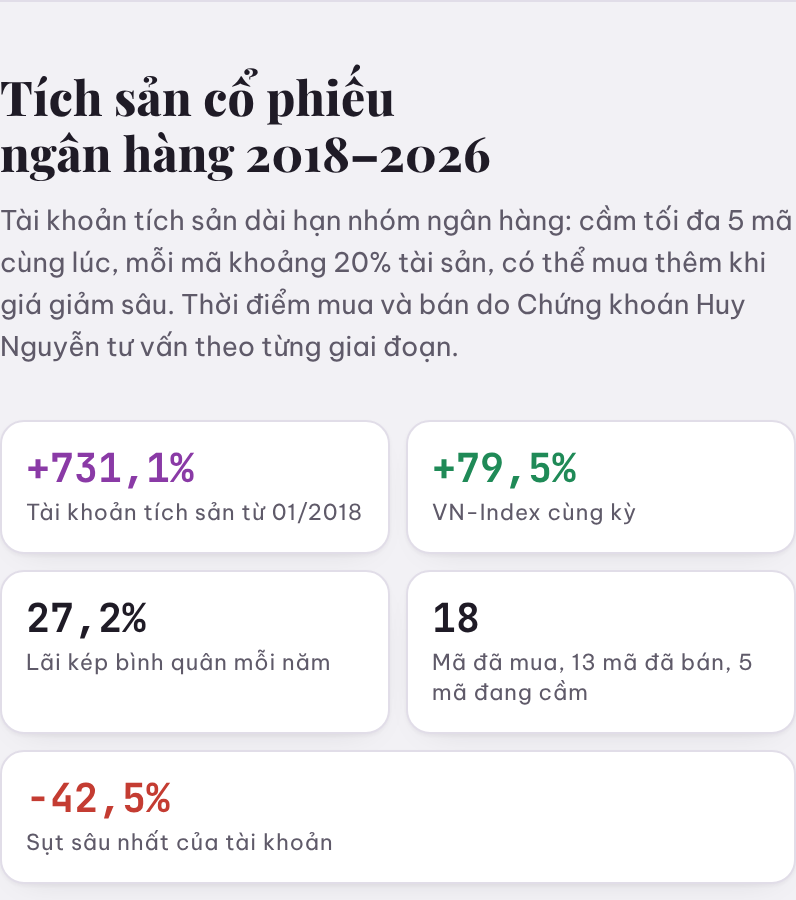 Tích sản cổ phiếu
ngân hàng 2018–2026
Tài khoản tích sản dài hạn nhóm ngân hàng: cầm tối đa 5 mã
cùng lúc, mỗi mã khoảng 20% tài sản, có thể mua thêm khi
giá giảm sâu. Thời điểm mua và bán do Chứng khoán Huy
Nguyễn tư vấn theo từng giai đoạn.
+731,1%
Tài khoản tích sản từ 01/2018
+79,5%
VN-Index cùng kỳ
27,2%
Lãi kép bình quân mỗi năm
18
Mã đã mua, 13 mã đã bán, 5
mã đang cầm
-42,5%
Sụt sâu nhất của tài khoản